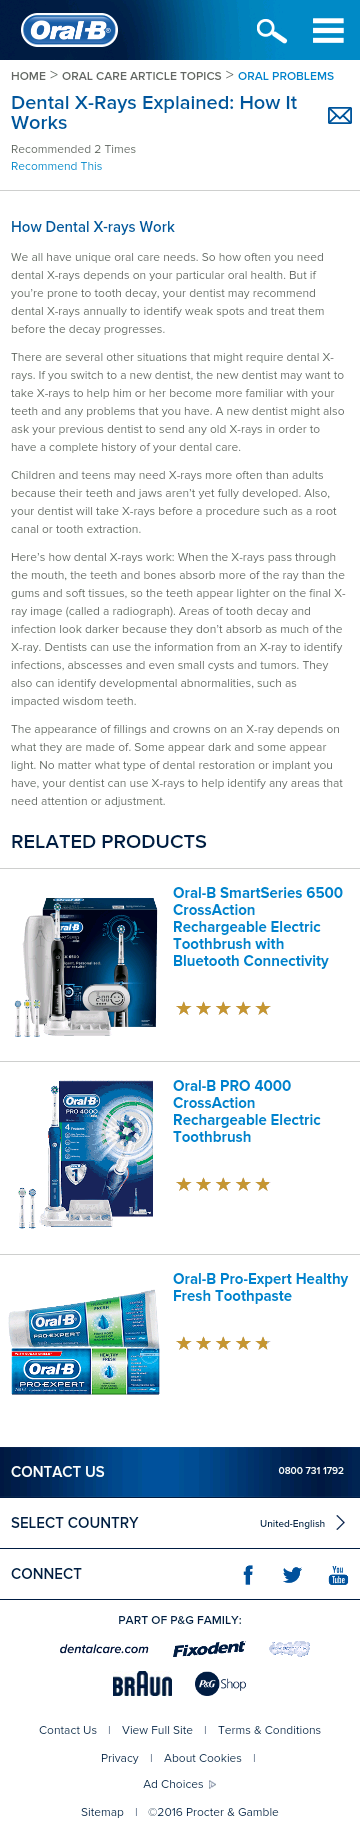 Oral-B
HOME > ORAL CARE ARTICLE TOPICS > ORAL PROBLEMS
Dental X-Rays Explained: How It
Works
Recommended 2 Times
Recommend This
How Dental X-rays Work
We all have unique oral care needs. So how often you need
dental X-rays depends on your particular oral health. But if
you're prone to tooth decay, your dentist may recommend
dental X-rays annually to identify weak spots and treat them
before the decay progresses.
There are several other situations that might require dental X-
rays. If you switch to a new dentist, the new dentist may want to
take X-rays to help him or her become more familiar with your
teeth and any problems that you have. A new dentist might also
ask your previous dentist to send any old X-rays in order to
have a complete history of your dental care.
Children and teens may need X-rays more often than adults
because their teeth and jaws aren't yet fully developed. Also,
your dentist will take X-rays before a procedure such as a root
canal or tooth extraction.
Here's how dental X-rays work: When the X-rays pass through
the mouth, the teeth and bones absorb more of the ray than the
gums and soft tissues, so the teeth appear lighter on the final X-
ray image (called a radiograph). Areas of tooth decay and
infection look darker because they don't absorb as much of the
X-ray. Dentists can use the information from an X-ray to identify
infections, abscesses and even small cysts and tumors. They
also can identify developmental abnormalities, such as
impacted wisdom teeth.
The appearance of fillings and crowns on an X-ray depends on
what they are made of. Some appear dark and some appear
light. No matter what type of dental restoration or implant you
have, your dentist can use X-rays to help identify any areas that
need attention or adjustment.
RELATED PRODUCTS
Oral-B
Oral-B SmartSeries 6500
CrossAction
Rechargeable Electric
Toothbrush with
Bluetooth Connectivity
Oral-B
PRO 4000
Oral-B PRO 4000
CrossAction
Rechargeable Electric
Toothbrush
Oral-B
PRO-EXPERT
HEALTHY
FRESH
Oral-B
PRO-EXPERT
HEALTHY
FRESH
Oral-B Pro-Expert Healthy
Fresh Toothpaste
CONTACT US 0800 731 1792
SELECT COUNTRY United-English
CONNECT
You
Tube
PART OF P&G FAMILY:
dentalcare.com Fixodent
BRAUN P&G Shop
Contact Us | View Full Site | Terms & Conditions
Privacy | About Cookies |
Ad Choices
Sitemap | ©2016 Procter & Gamble